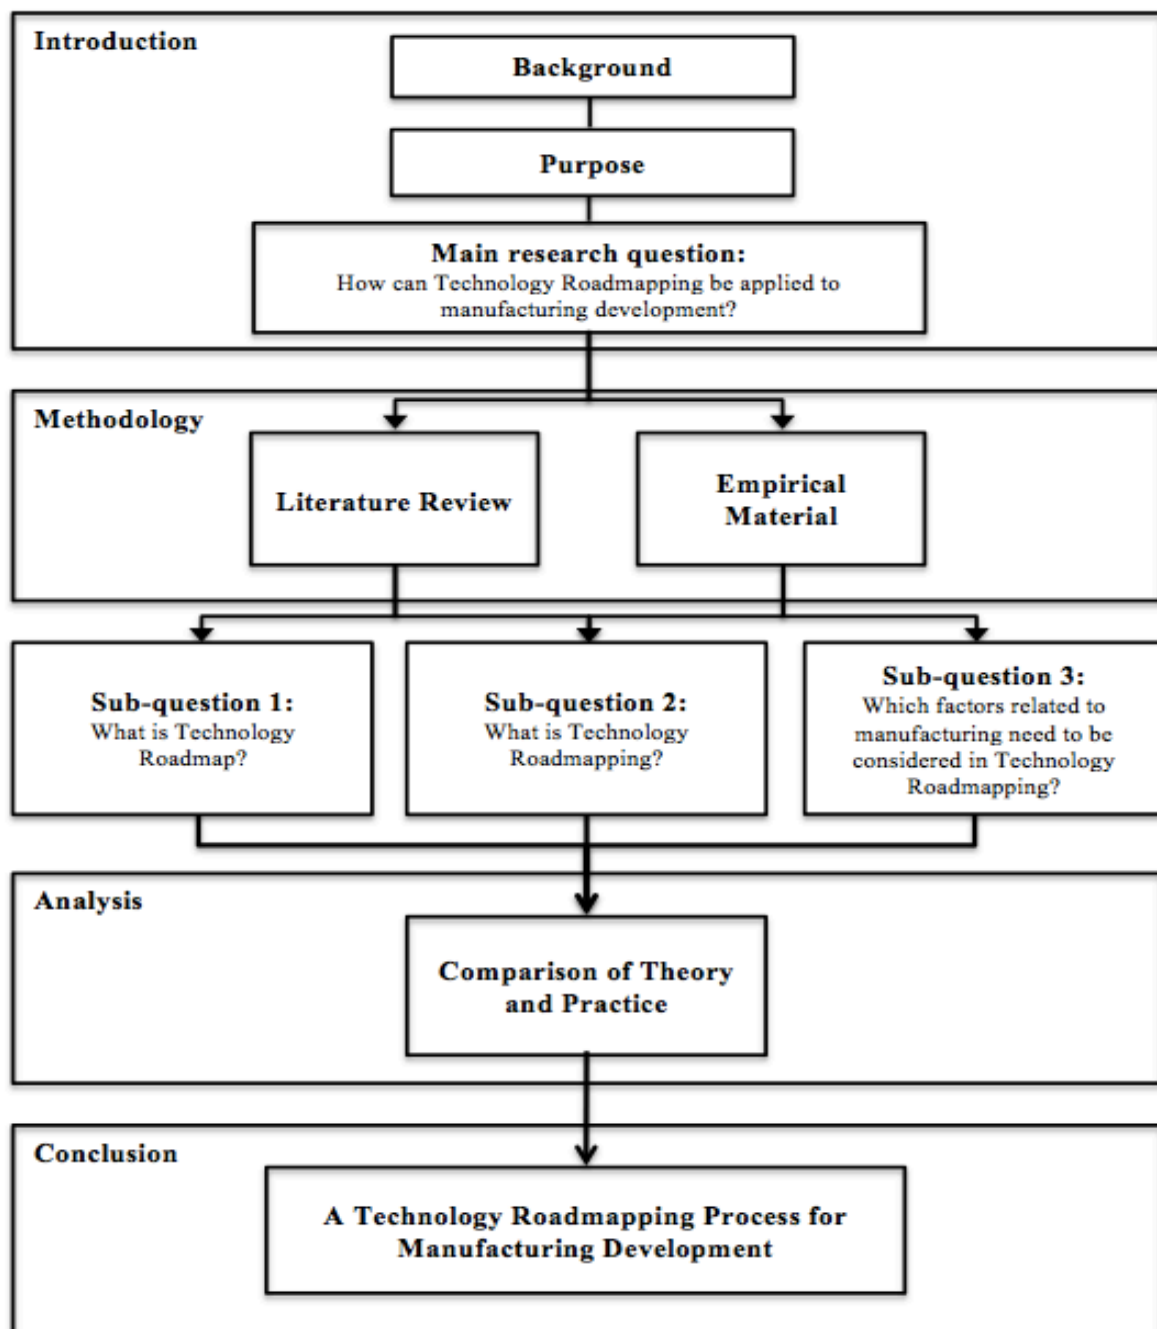 Introduction
Background
Purpose
Main research question:
How can Technology Roadmapping be applied to
manufacturing development?
Methodology
Literature Review
Empirical
Material
Sub-question 1:
What is Technology
Roadmap?
Sub-question 2:
What is Technology
Roadmapping?
Sub-question 3:
Which factors related to
manufacturing need to be
considered in Technology
Roadmapping?
Analysis
Comparison of Theory
and Practice
Conclusion
A Technology Roadmapping Process for
Manufacturing Development